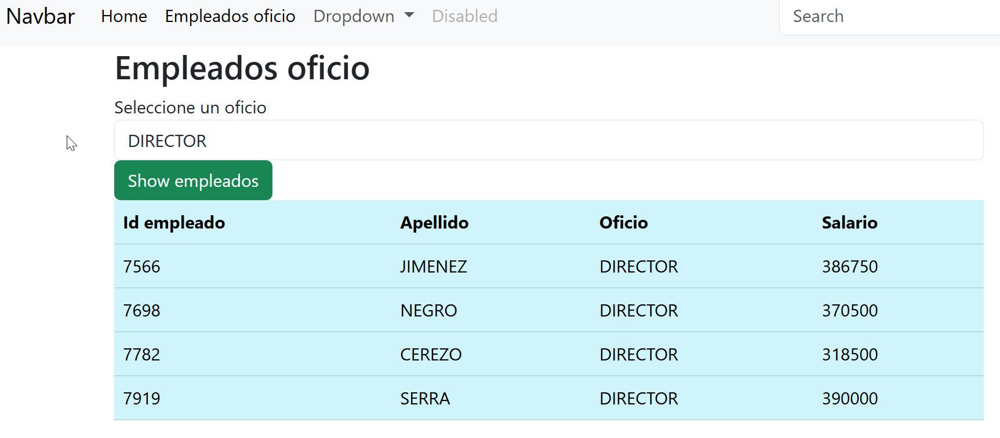 Navbar Home Empleados oficio Dropdown Disabled Search
Empleados oficio
Seleccione un oficio
DIRECTOR
Show empleados
Id empleado Apellido Oficio Salario
7566 JIMENEZ DIRECTOR 386750
7698 NEGRO DIRECTOR 370500
7782 CEREZO DIRECTOR 318500
7919 SERRA DIRECTOR 390000